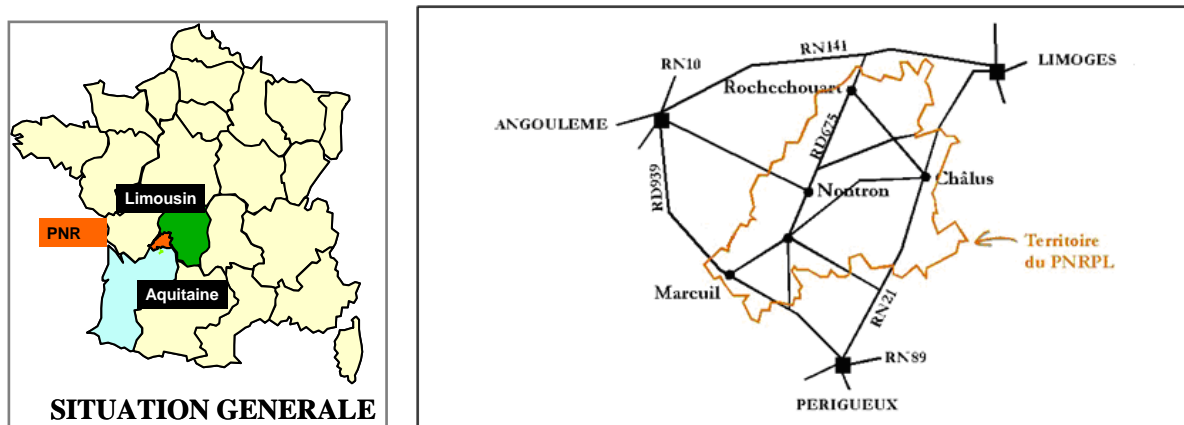 Limousin
PNR
Aquitaine
SITUATION GENERALE
RN141
LIMOGES
RN10
Rochechouart
ANGOULEME
RD675
RD939
Nontron
Châlus
Territoire
du PNRPL
Mareuil
RN21
RN89
PERIGUEUX